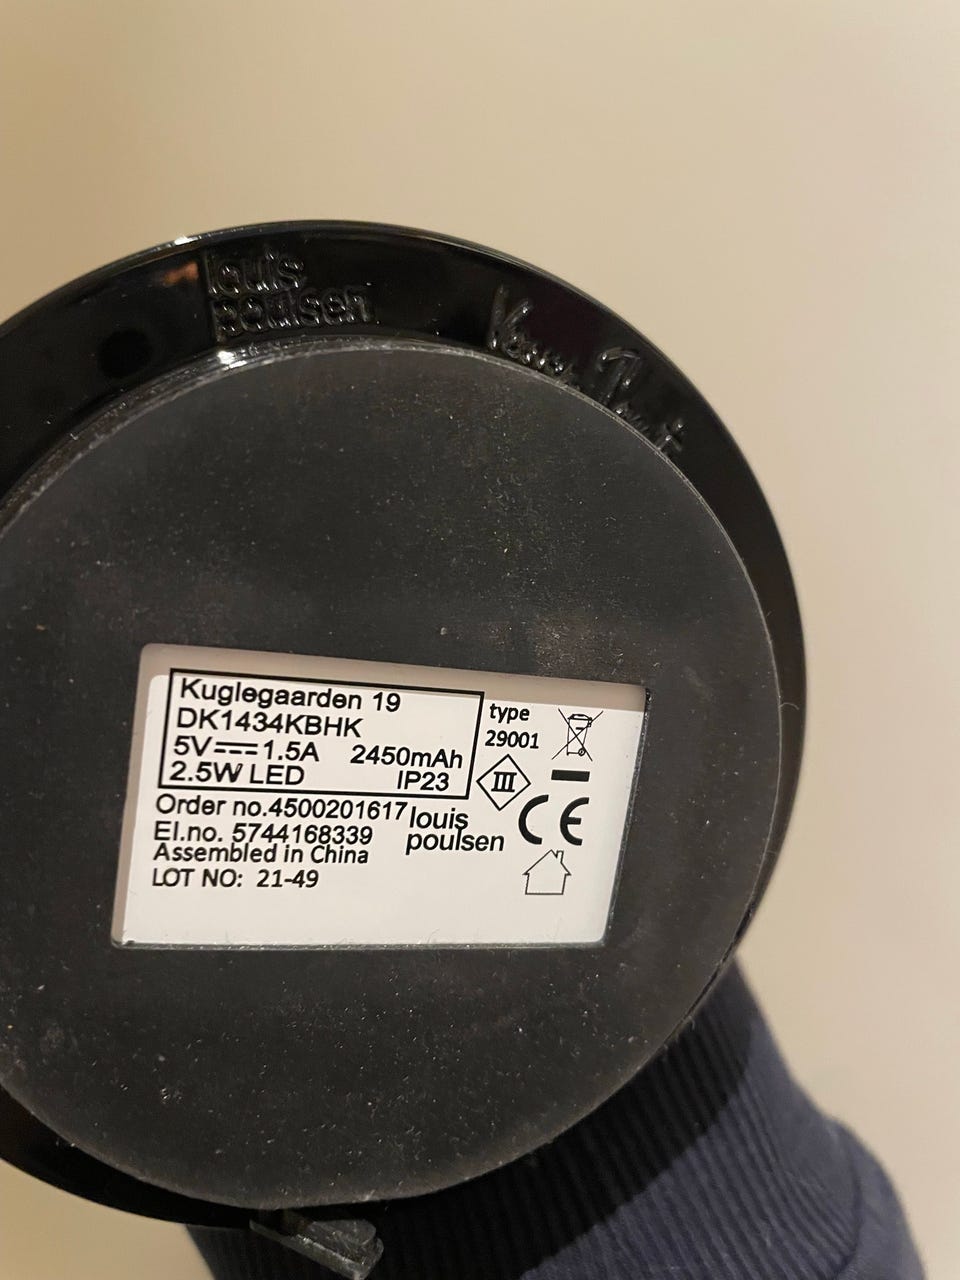 louis
poulsen
Kuglegaarden 19
DK1434KBHK
5V⎓1.5A 2450mAh
2.5W LED IP23
type
29001
III
Order no.4500201617
El.no. 5744168339
Assembled in China
LOT NO: 21-49
louis
poulsen
CE